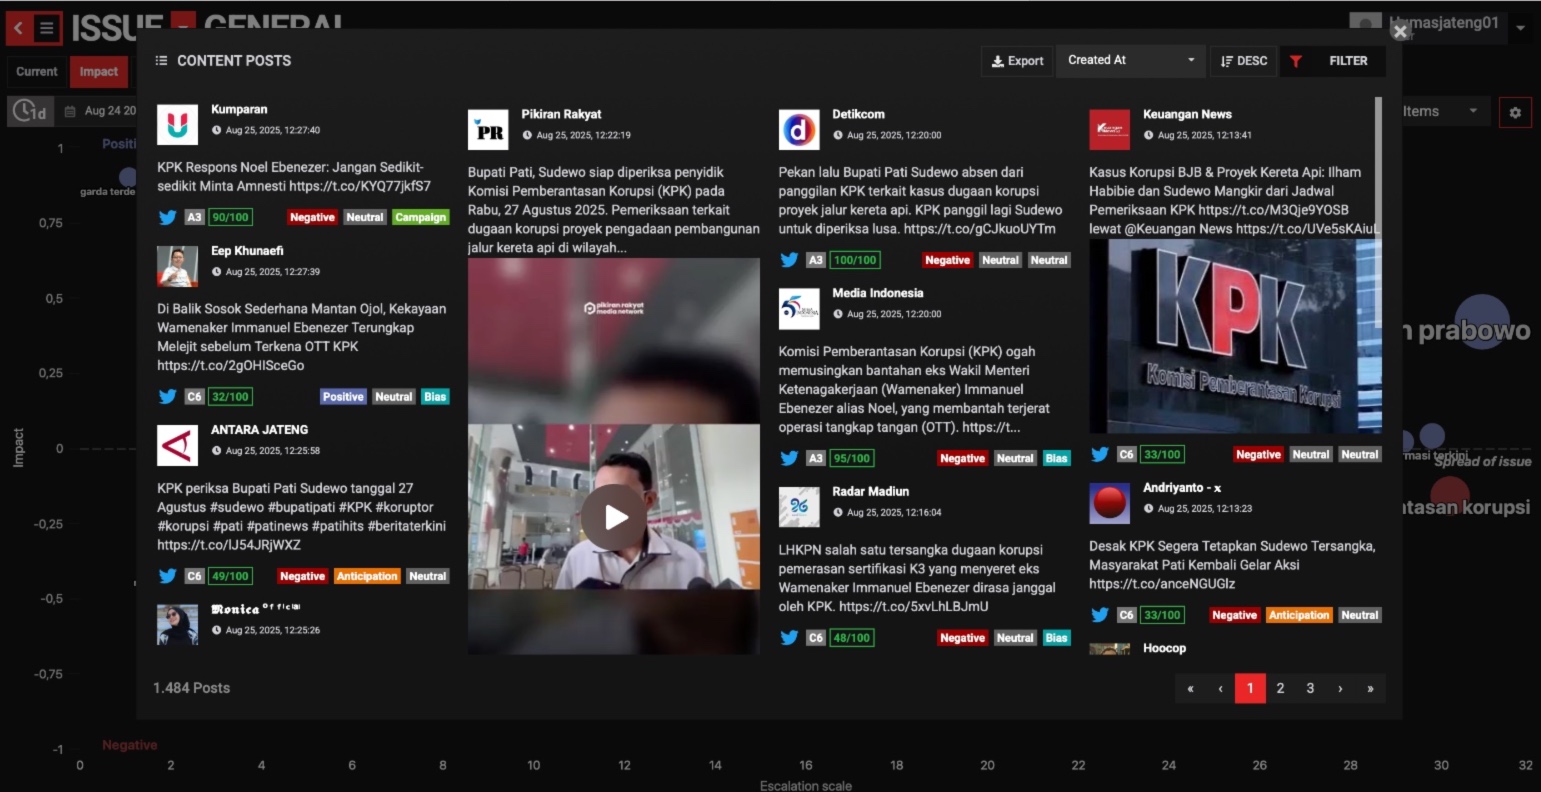 ISSUE GENERAL
Current
Impact
1d
Aug 24 20
Items
Positi
garda terde
Impact
1
0,75
0,5
0,25
0
-0,25
-0,5
-0,75
-1
Negative
0 2 4 6 8 10 12 14 16 18 20 22 24 26 28 30 32
Escalation scale
prabowo
rmasi terkini
Spread of issue
ntasan korupsi
masjateng01
CONTENT POSTS
Export
Created At
DESC
FILTER
Kumparan
Aug 25, 2025, 12:27:40
KPK Respons Noel Ebenezer: Jangan Sedikit-
sedikit Minta Amnesti https://t.co/KYQ77jkfS7
A3 90/100 Negative Neutral Campaign
Eep Khunaefi
Aug 25, 2025, 12:27:39
Di Balik Sosok Sederhana Mantan Ojol, Kekayaan
Wamenaker Immanuel Ebenezer Terungkap
Melejit sebelum Terkena OTT KPK
https://t.co/2gOHISceGo
C6 32/100 Positive Neutral Bias
ANTARA JATENG
Aug 25, 2025, 12:25:58
KPK periksa Bupati Pati Sudewo tanggal 27
Agustus #sudewo #bupatipati #KPK #koruptor
#korupsi #pati #patinews #patihits #beritaterkini
https://t.co/lJ54JRjWXZ
C6 49/100 Negative Anticipation Neutral
𝕸𝖔𝖓𝖎𝖈𝖆 ᴼᶠᶠⁱᶜⁱᵃˡ
Aug 25, 2025, 12:25:26
Pikiran Rakyat
Aug 25, 2025, 12:22:19
PR
Bupati Pati, Sudewo siap diperiksa penyidik
Komisi Pemberantasan Korupsi (KPK) pada
Rabu, 27 Agustus 2025. Pemeriksaan terkait
dugaan korupsi proyek pengadaan pembangunan
jalur kereta api di wilayah...
pikiran rakyat
media network
Detikcom
Aug 25, 2025, 12:20:00
d
Pekan lalu Bupati Pati Sudewo absen dari
panggilan KPK terkait kasus dugaan korupsi
proyek jalur kereta api. KPK panggil lagi Sudewo
untuk diperiksa lusa. https://t.co/gCJkuoUYTm
A3 100/100 Negative Neutral Neutral
Media Indonesia
Aug 25, 2025, 12:20:00
Komisi Pemberantasan Korupsi (KPK) ogah
memusingkan bantahan eks Wakil Menteri
Ketenagakerjaan (Wamenaker) Immanuel
Ebenezer alias Noel, yang membantah terjerat
operasi tangkap tangan (OTT). https://t...
A3 95/100 Negative Neutral Bias
Radar Madiun
Aug 25, 2025, 12:16:04
LHKPN salah satu tersangka dugaan korupsi
pemerasan sertifikasi K3 yang menyeret eks
Wamenaker Immanuel Ebenezer dirasa janggal
oleh KPK. https://t.co/5xvLhLBJmU
C6 48/100 Negative Neutral Bias
Keuangan News
Aug 25, 2025, 12:13:41
Kasus Korupsi BJB & Proyek Kereta Api: Ilham
Habibie dan Sudewo Mangkir dari Jadwal
Pemeriksaan KPK https://t.co/M3Qje9YOSB
lewat @Keuangan News https://t.co/UVe5sKAiuL
KPK
Komisi Pemberantasan Korupsi
C6 33/100 Negative Neutral Neutral
Andriyanto - 𝐱
Aug 25, 2025, 12:13:23
Desak KPK Segera Tetapkan Sudewo Tersangka,
Masyarakat Pati Kembali Gelar Aksi
https://t.co/anceNGUGlz
C6 33/100 Negative Anticipation Neutral
Hoocop
1.484 Posts
« ‹ 1 2 3 › »